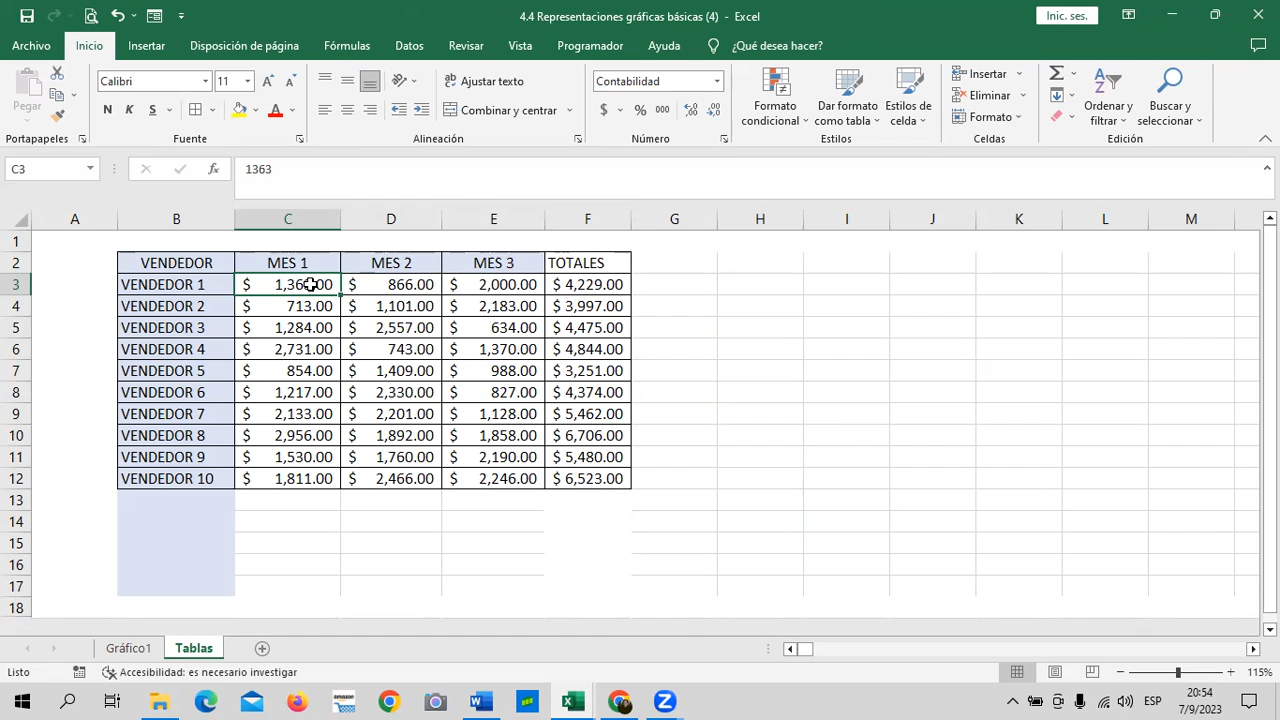 4.4 Representaciones gráficas básicas (4) - Excel
Inic. ses.
Archivo Inicio Insertar Disposición de página Fórmulas Datos Revisar Vista Programador Ayuda ¿Qué desea hacer?
Pegar
Calibri 11
N K S
Ajustar texto
Combinar y centrar
Contabilidad
$ % 000
Formato condicional
Dar formato como tabla
Estilos de celda
Insertar
Eliminar
Formato
Ordenar y filtrar
Buscar y seleccionar
Portapapeles Fuente Alineación Número Estilos Celdas Edición
C3 fx 1363
A B C D E F G H I J K L M
1
2 VENDEDOR MES 1 MES 2 MES 3 TOTALES
3 VENDEDOR 1 $ 1,363.00 $ 866.00 $ 2,000.00 $ 4,229.00
4 VENDEDOR 2 $ 713.00 $ 1,101.00 $ 2,183.00 $ 3,997.00
5 VENDEDOR 3 $ 1,284.00 $ 2,557.00 $ 634.00 $ 4,475.00
6 VENDEDOR 4 $ 2,731.00 $ 743.00 $ 1,370.00 $ 4,844.00
7 VENDEDOR 5 $ 854.00 $ 1,409.00 $ 988.00 $ 3,251.00
8 VENDEDOR 6 $ 1,217.00 $ 2,330.00 $ 827.00 $ 4,374.00
9 VENDEDOR 7 $ 2,133.00 $ 2,201.00 $ 1,128.00 $ 5,462.00
10 VENDEDOR 8 $ 2,956.00 $ 1,892.00 $ 1,858.00 $ 6,706.00
11 VENDEDOR 9 $ 1,530.00 $ 1,760.00 $ 2,190.00 $ 5,480.00
12 VENDEDOR 10 $ 1,811.00 $ 2,466.00 $ 2,246.00 $ 6,523.00
13
14
15
16
17
18
Gráfico1 Tablas
Listo Accesibilidad: es necesario investigar 115%
ESP 20:54
7/9/2023